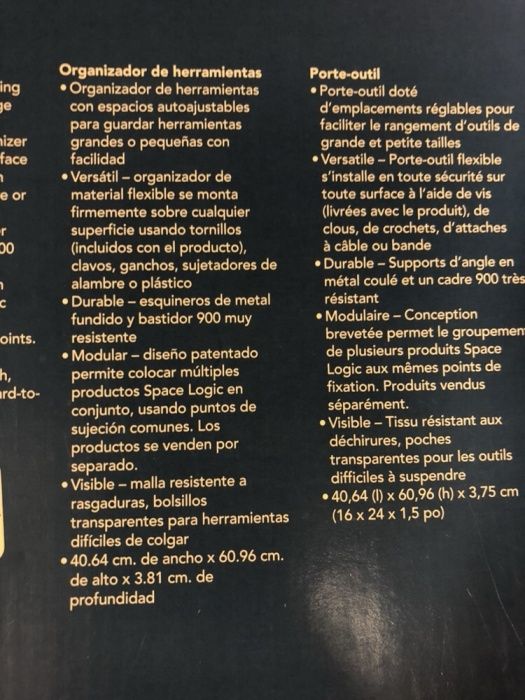 ing
ge
nizer
face
e or
r
00
c
oints.
h,
ard-to-
Organizador de herramientas
• Organizador de herramientas
con espacios autoajustables
para guardar herramientas
grandes o pequeñas con
facilidad
• Versátil – organizador de
material flexible se monta
firmemente sobre cualquier
superficie usando tornillos
(incluidos con el producto),
clavos, ganchos, sujetadores de
alambre o plástico
• Durable – esquineros de metal
fundido y bastidor 900 muy
resistente
• Modular – diseño patentado
permite colocar múltiples
productos Space Logic en
conjunto, usando puntos de
sujeción comunes. Los
productos se venden por
separado.
• Visible – malla resistente a
rasgaduras, bolsillos
transparentes para herramientas
difíciles de colgar
• 40.64 cm. de ancho x 60.96 cm.
de alto x 3.81 cm. de
profundidad
Porte-outil
• Porte-outil doté
d'emplacements réglables pour
faciliter le rangement d'outils de
grande et petite tailles
• Versatile – Porte-outil flexible
s'installe en toute sécurité sur
toute surface à l'aide de vis
(livrées avec le produit), de
clous, de crochets, d'attaches
à câble ou bande
• Durable – Supports d'angle en
métal coulé et un cadre 900 très
résistant
• Modulaire – Conception
brevetée permet le groupemen
de plusieurs produits Space
Logic aux mêmes points de
fixation. Produits vendus
séparément.
• Visible – Tissu résistant aux
déchirures, poches
transparentes pour les outils
difficiles à suspendre
• 40,64 (l) x 60,96 (h) x 3,75 cm
(16 x 24 x 1,5 po)